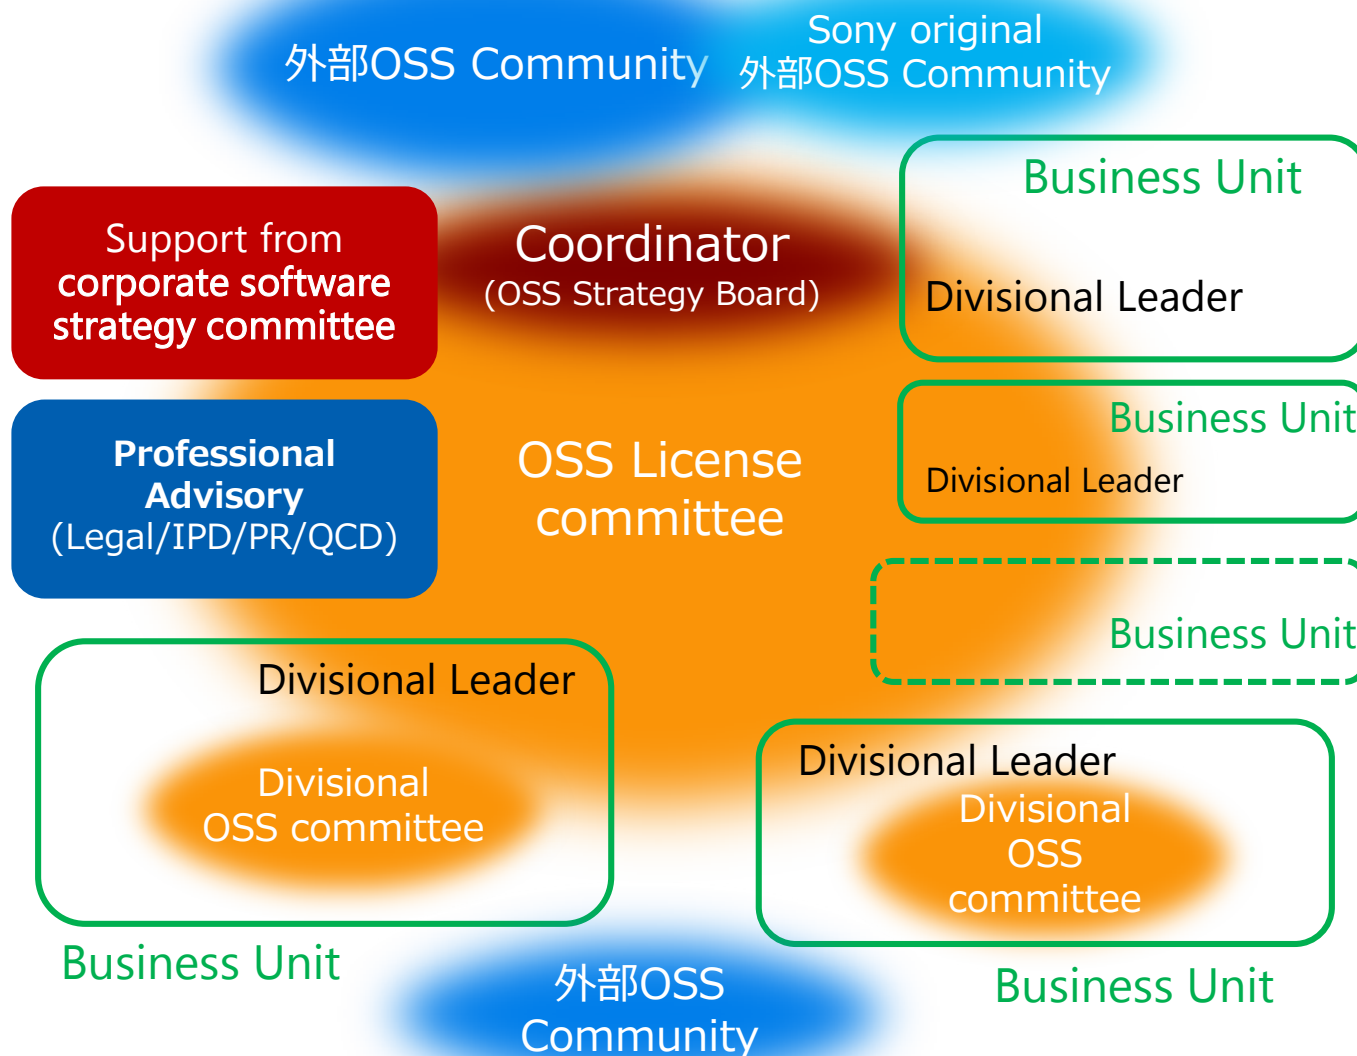 外部OSS Community
Sony original
外部OSS Community
Business Unit
Support from
corporate software
strategy committee
Coordinator
(OSS Strategy Board)
Divisional Leader
Professional
Advisory
(Legal/IPD/PR/QCD)
OSS License
committee
Business Unit
Divisional Leader
Business Unit
Divisional Leader
Divisional
OSS committee
Business Unit
Divisional Leader
Divisional
OSS
committee
Business Unit
外部OSS
Community